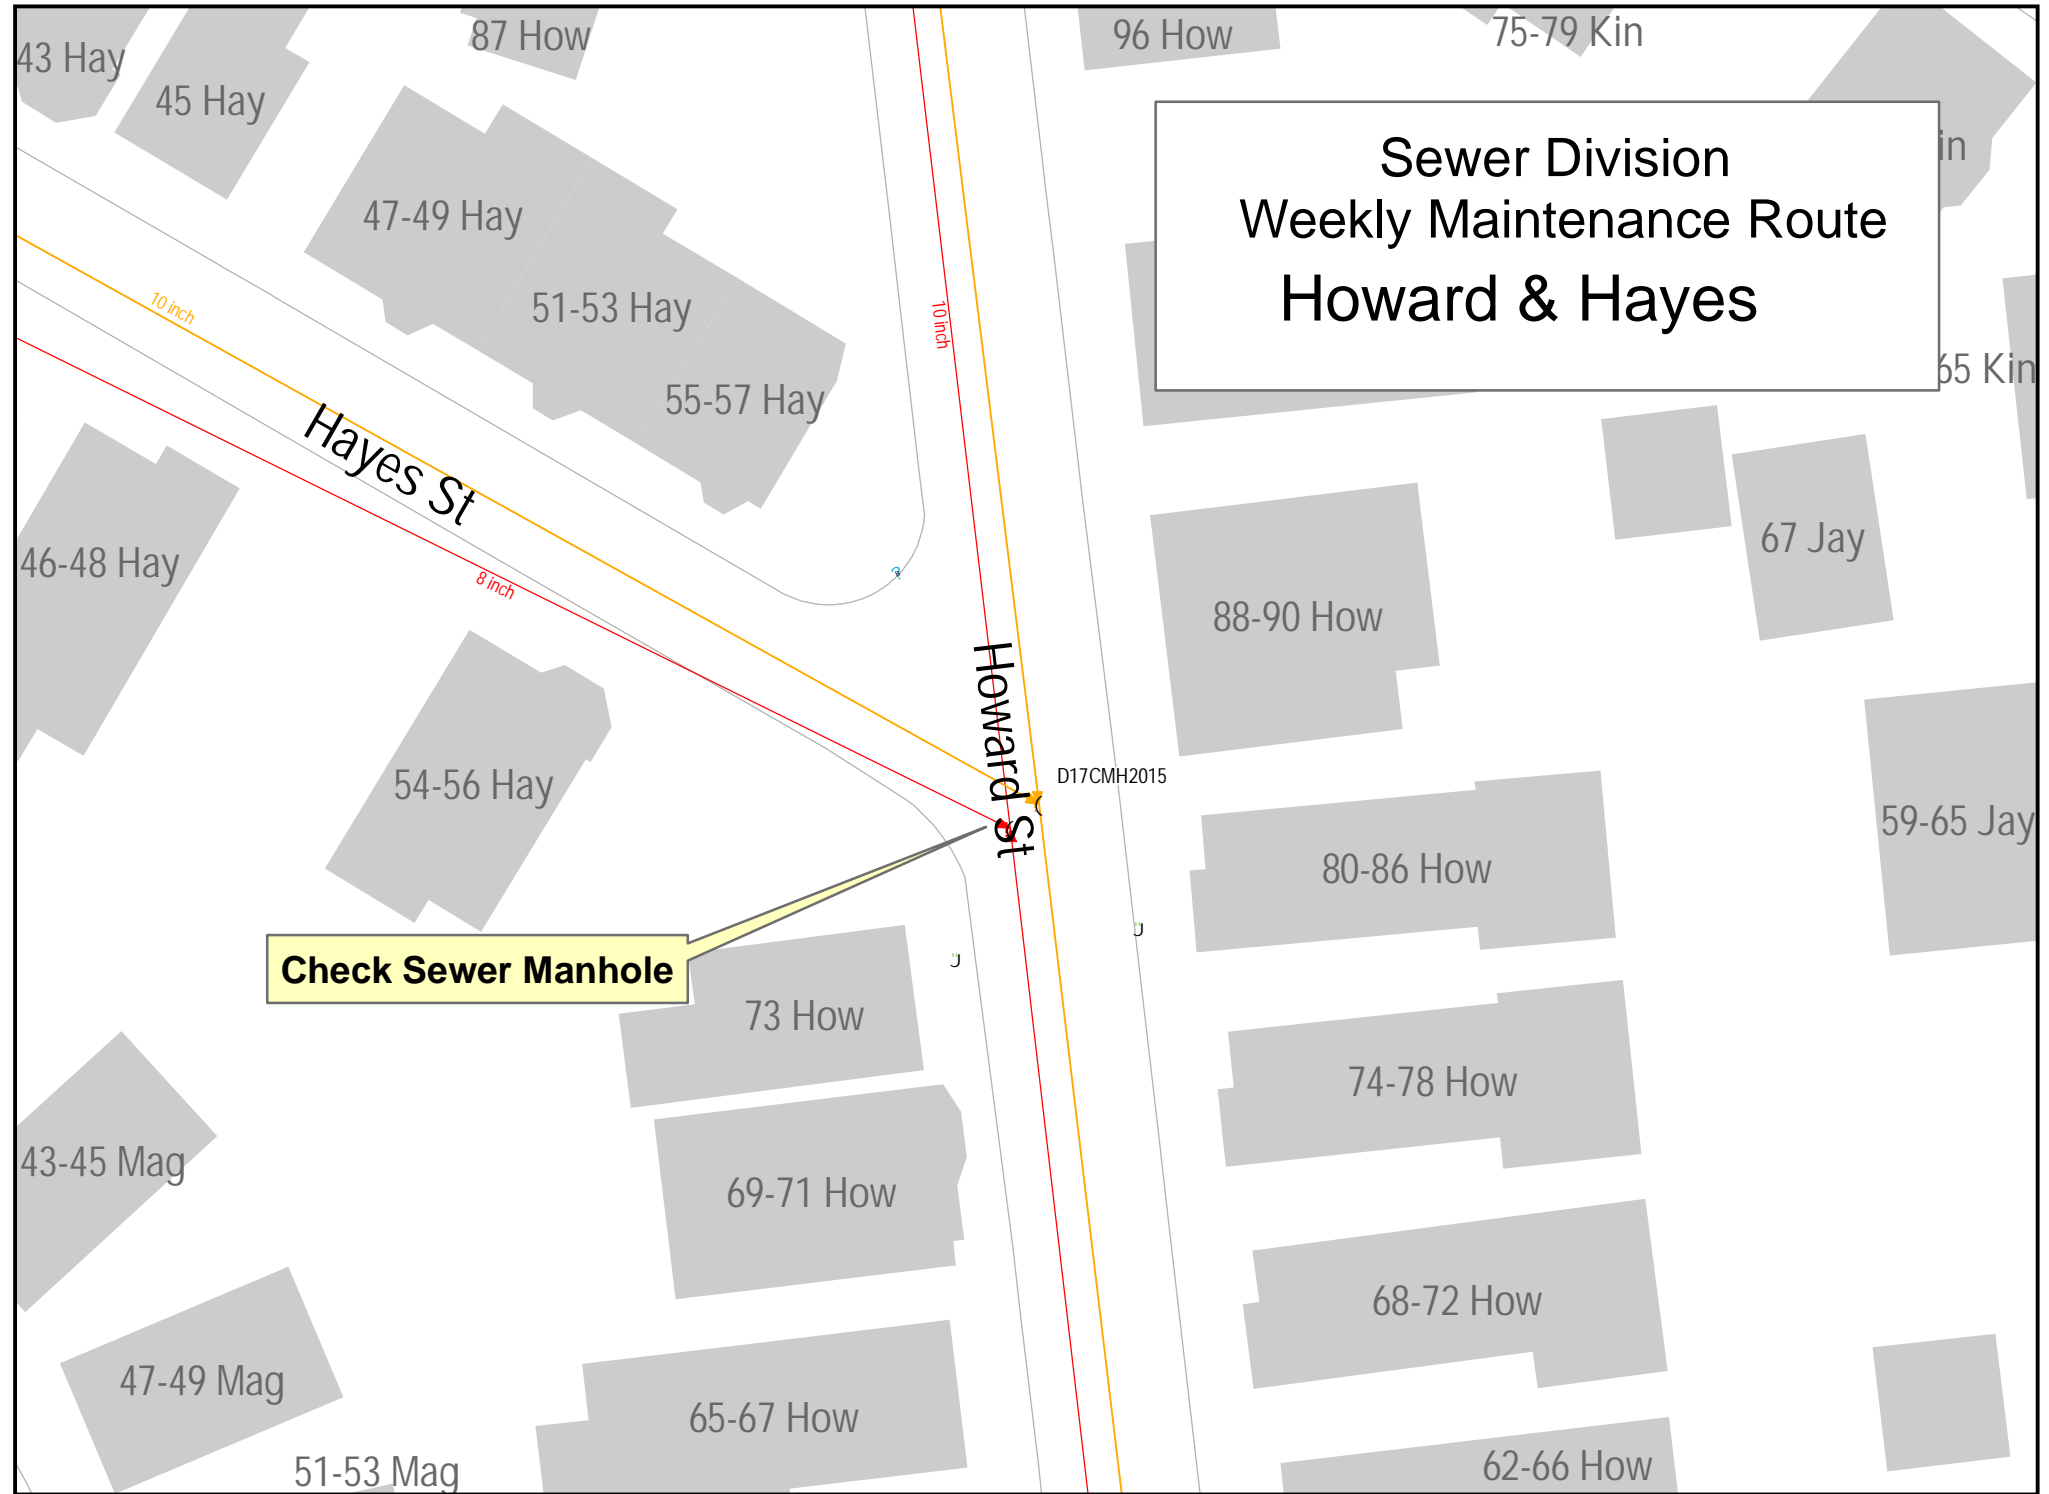 43 Hay
87 How
96 How
75-79 Kin
45 Hay
Sewer Division
Weekly Maintenance Route
Howard & Hayes
in
47-49 Hay
51-53 Hay
10 inch
10 inch
65 Kin
55-57 Hay
Hayes St
67 Jay
46-48 Hay
8 inch
88-90 How
Howard St
D17CMH2015
54-56 Hay
59-65 Jay
80-86 How
Check Sewer Manhole
73 How
74-78 How
43-45 Mag
69-71 How
68-72 How
47-49 Mag
65-67 How
51-53 Mag
62-66 How